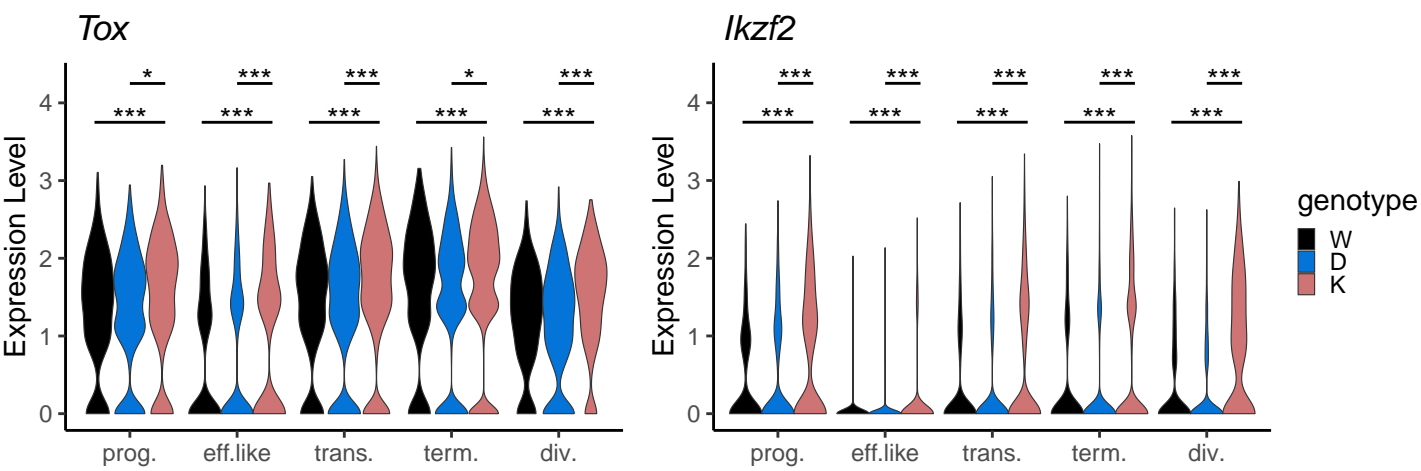 Tox
Expression Level
4
3
2
1
0
* *** *** * ***
*** *** *** *** ***
prog. eff.like trans. term. div.
Ikzf2
Expression Level
4
3
2
1
0
*** *** *** *** ***
*** *** *** *** ***
prog. eff.like trans. term. div.
genotype
W
D
K